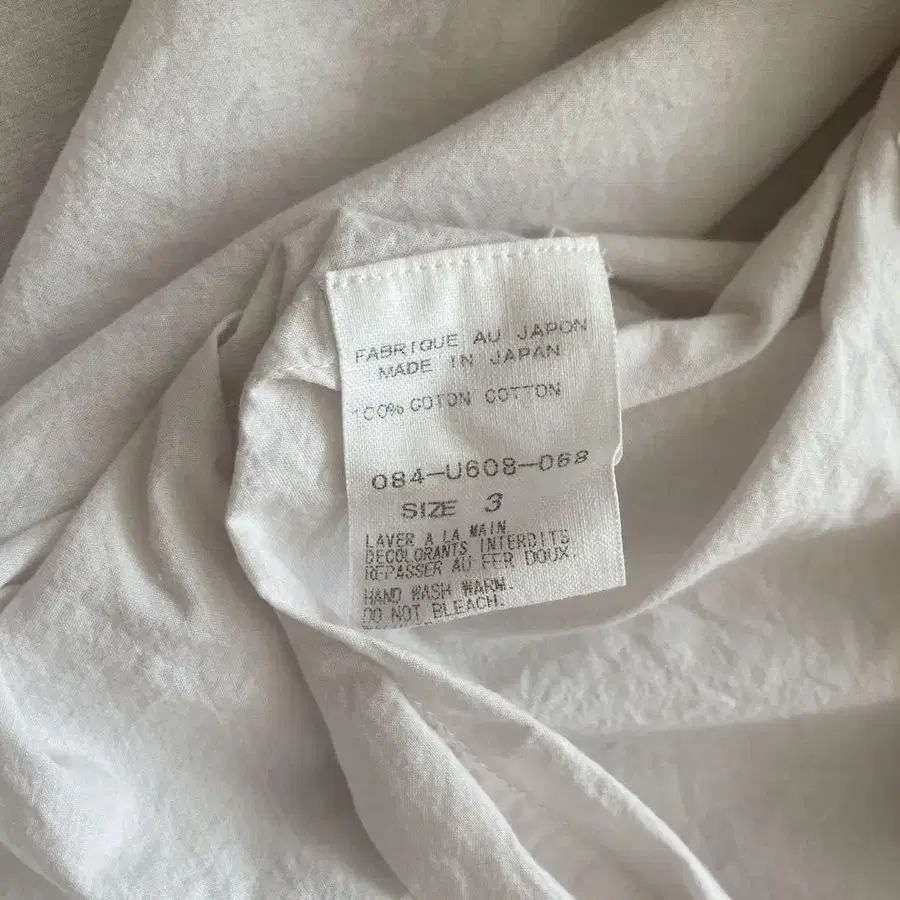 FABRIQUE AU JAPON
MADE IN JAPAN
100% COTON COTTON
084-U608-068
SIZE 3
LAVER A LA MAIN.
DECOLORANTS INTERDITS.
REPASSER AU FER DOUX.
HAND WASH WARM.
DO NOT BLEACH.